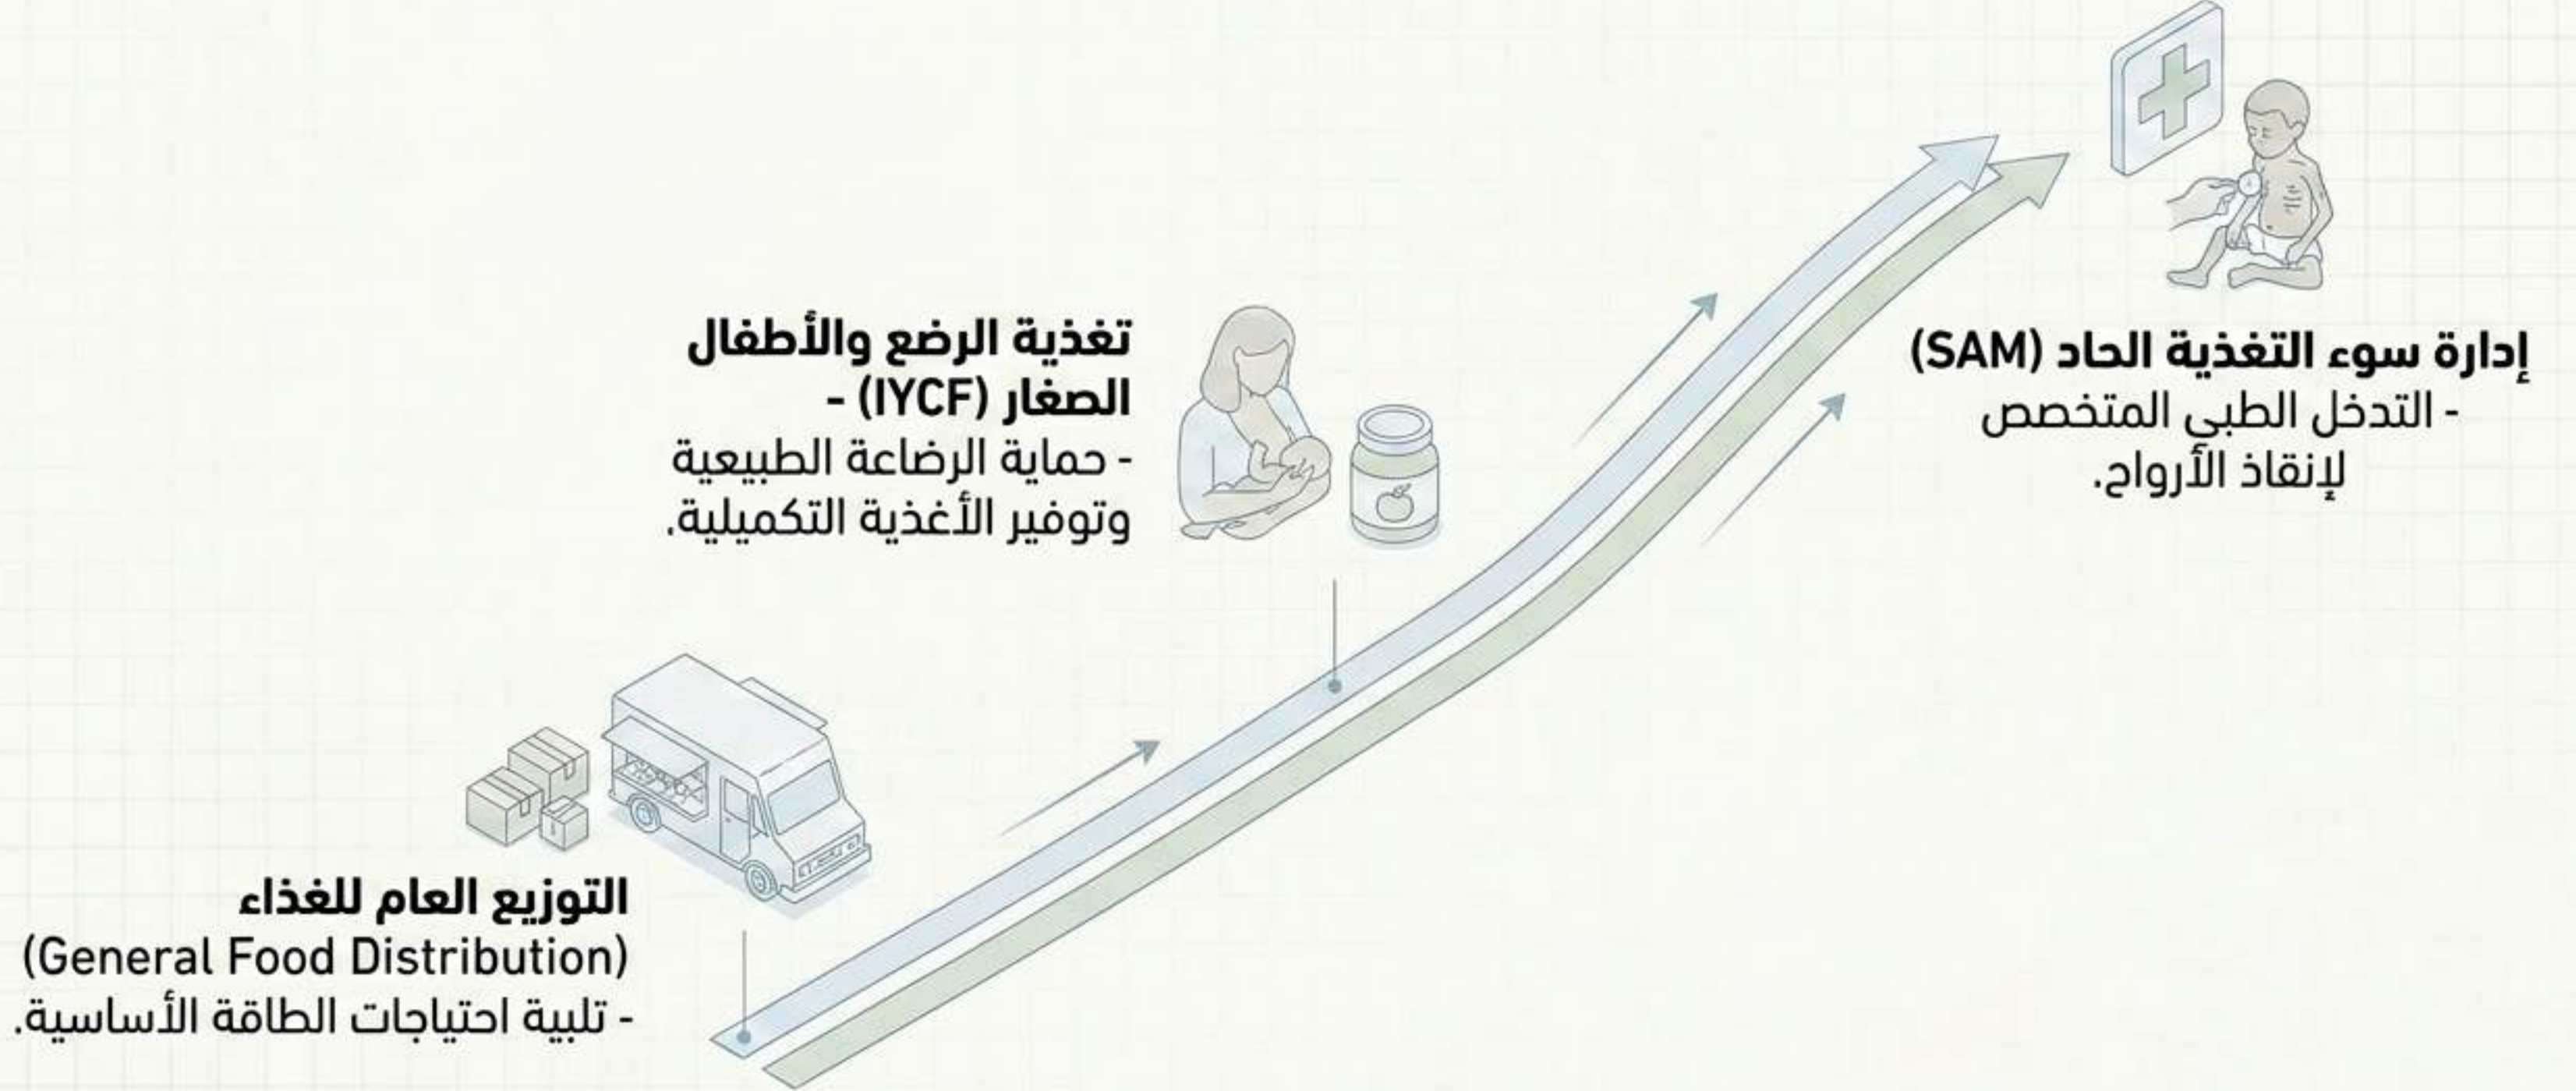 إدارة سوء التغذية الحاد (SAM)
- التدخل الطبي المتخصص
لإنقاذ الأرواح.
تغذية الرضع والأطفال
الصغار (IYCF) -
- حماية الرضاعة الطبيعية
وتوفير الأغذية التكميلية.
التوزيع العام للغذاء
(General Food Distribution)
- تلبية احتياجات الطاقة الأساسية.